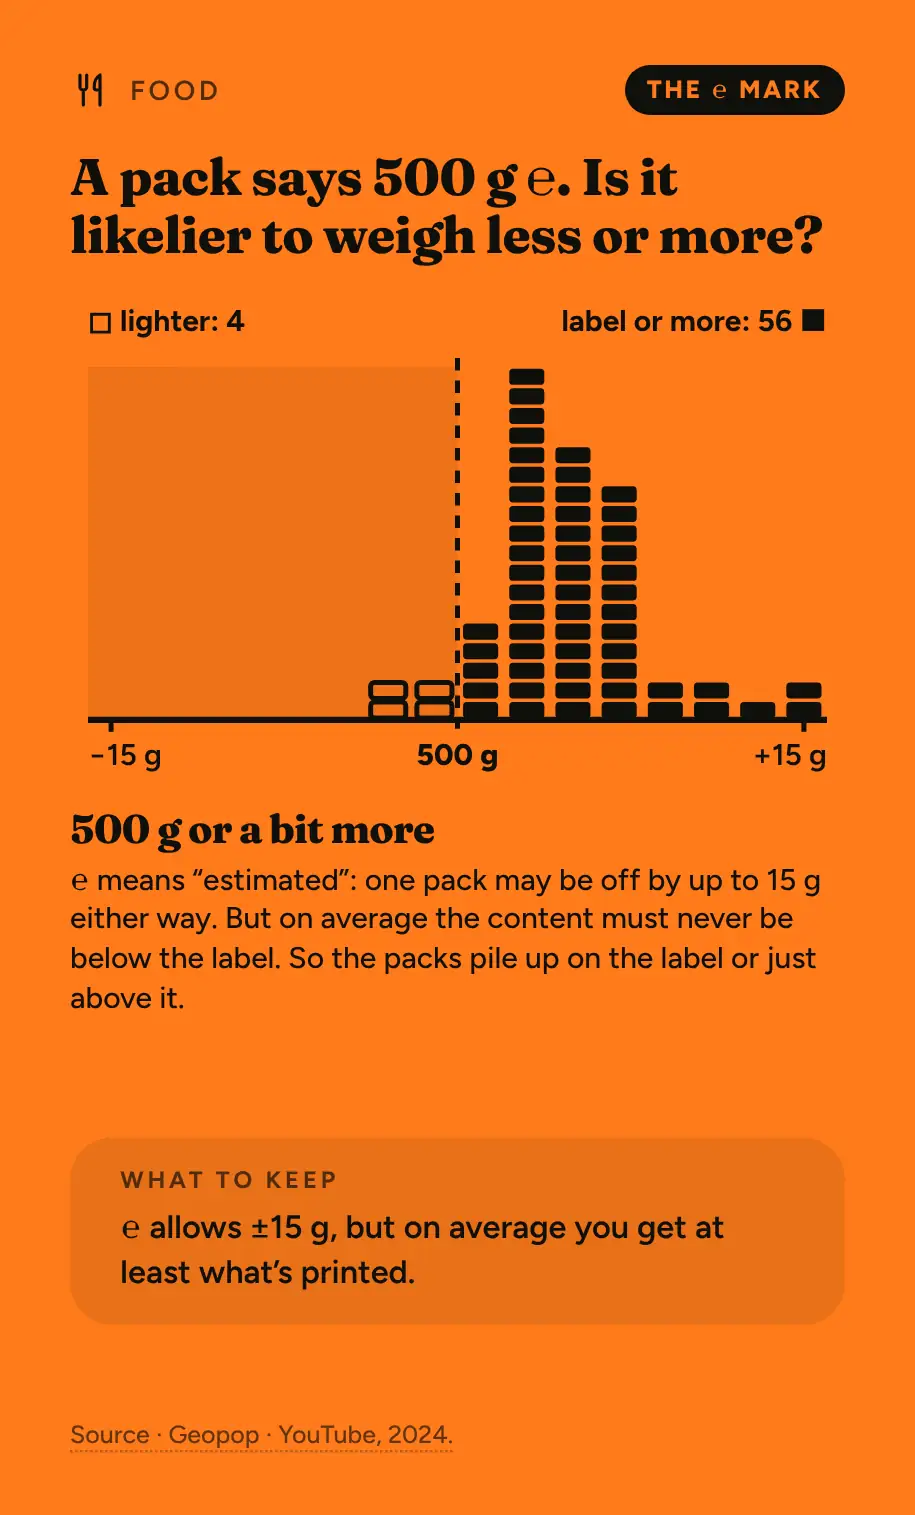 FOOD
THE ℮ MARK
A pack says 500 g ℮. Is it
likelier to weigh less or more?
lighter: 4
label or more: 56
−15 g
500 g
+15 g
500 g or a bit more
℮ means “estimated”: one pack may be off by up to 15 g
either way. But on average the content must never be
below the label. So the packs pile up on the label or just
above it.
WHAT TO KEEP
℮ allows ±15 g, but on average you get at
least what’s printed.
Source · Geopop · YouTube, 2024.